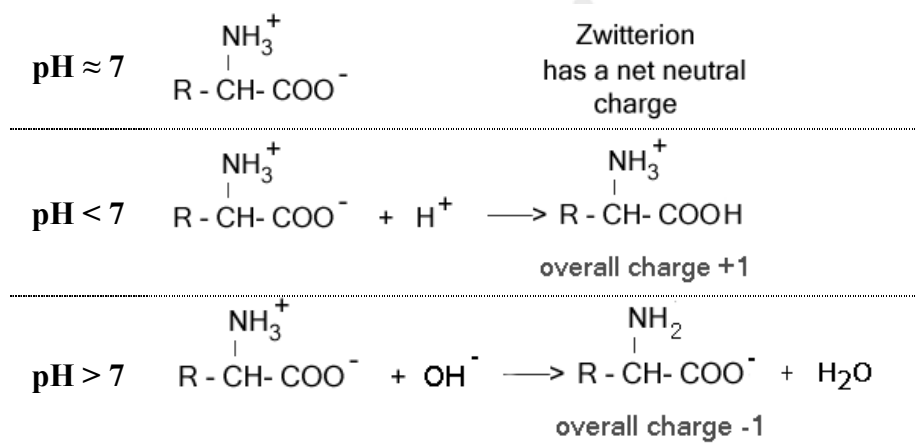 NH₃⁺
pH ≈ 7
R - CH- COO⁻
Zwitterion
has a net neutral
charge
NH₃⁺ NH₃⁺
pH < 7 R - CH- COO⁻ + H⁺ ⟶ R - CH- COOH
overall charge +1
NH₃⁺ NH₂
pH > 7 R - CH- COO⁻ + OH⁻ ⟶ R - CH- COO⁻ + H₂O
overall charge -1